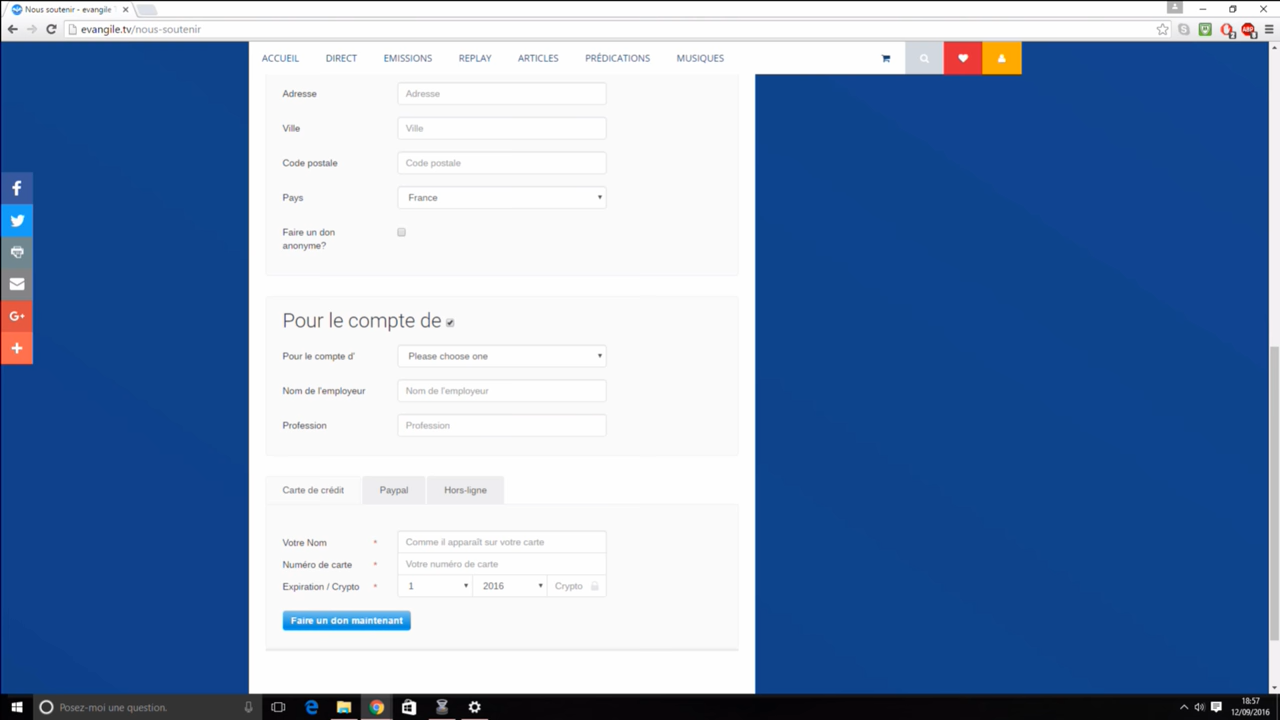 Nous soutenir - evangile
evangile.tv/nous-soutenir
ACCUEIL DIRECT EMISSIONS REPLAY ARTICLES PRÉDICATIONS MUSIQUES
Adresse Adresse
Ville Ville
Code postale Code postale
Pays France
Faire un don
anonyme?
Pour le compte de
Pour le compte d' Please choose one
Nom de l'employeur Nom de l'employeur
Profession Profession
Carte de crédit Paypal Hors-ligne
Votre Nom * Comme il apparaît sur votre carte
Numéro de carte * Votre numéro de carte
Expiration / Crypto * 1 2016 Crypto
Faire un don maintenant
Posez-moi une question.
18:57
12/09/2016